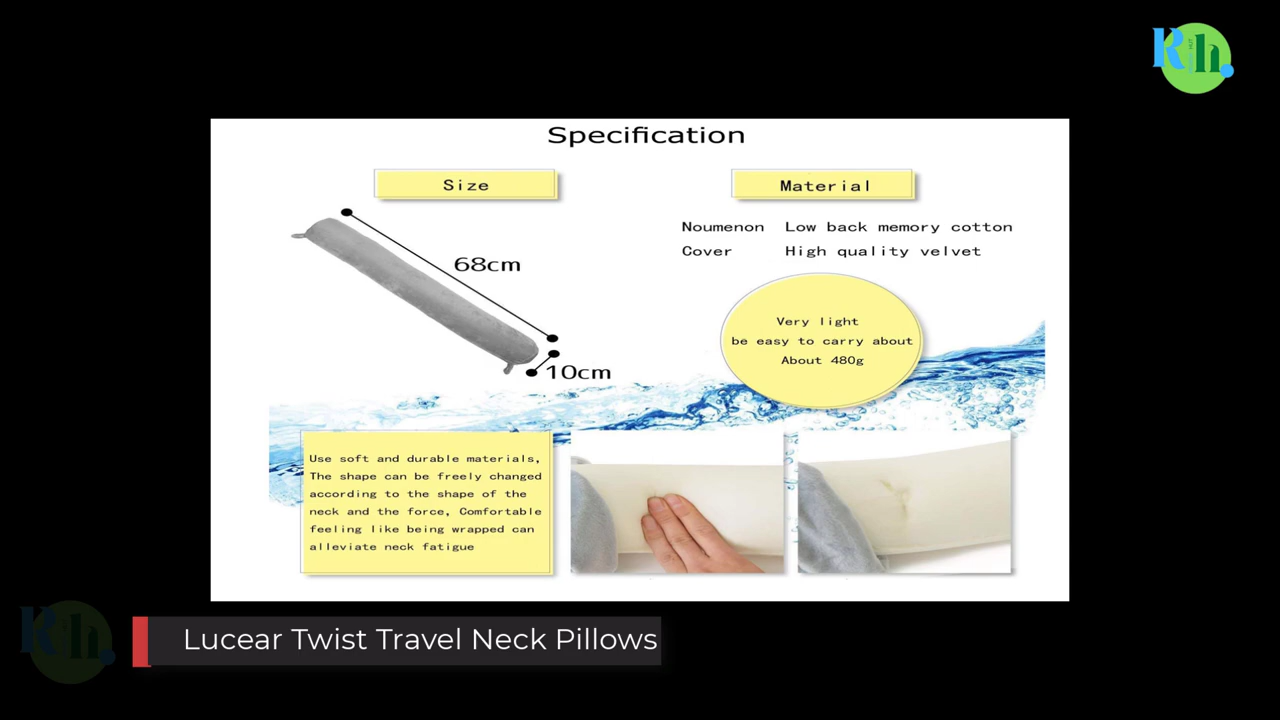 Kh.
Specification
Size
Material
68cm
10cm
Noumenon Low back memory cotton
Cover High quality velvet
Very light
be easy to carry about
About 480g
Use soft and durable materials,
The shape can be freely changed
according to the shape of the
neck and the force, Comfortable
feeling like being wrapped can
alleviate neck fatigue
Kh.
Lucear Twist Travel Neck Pillows